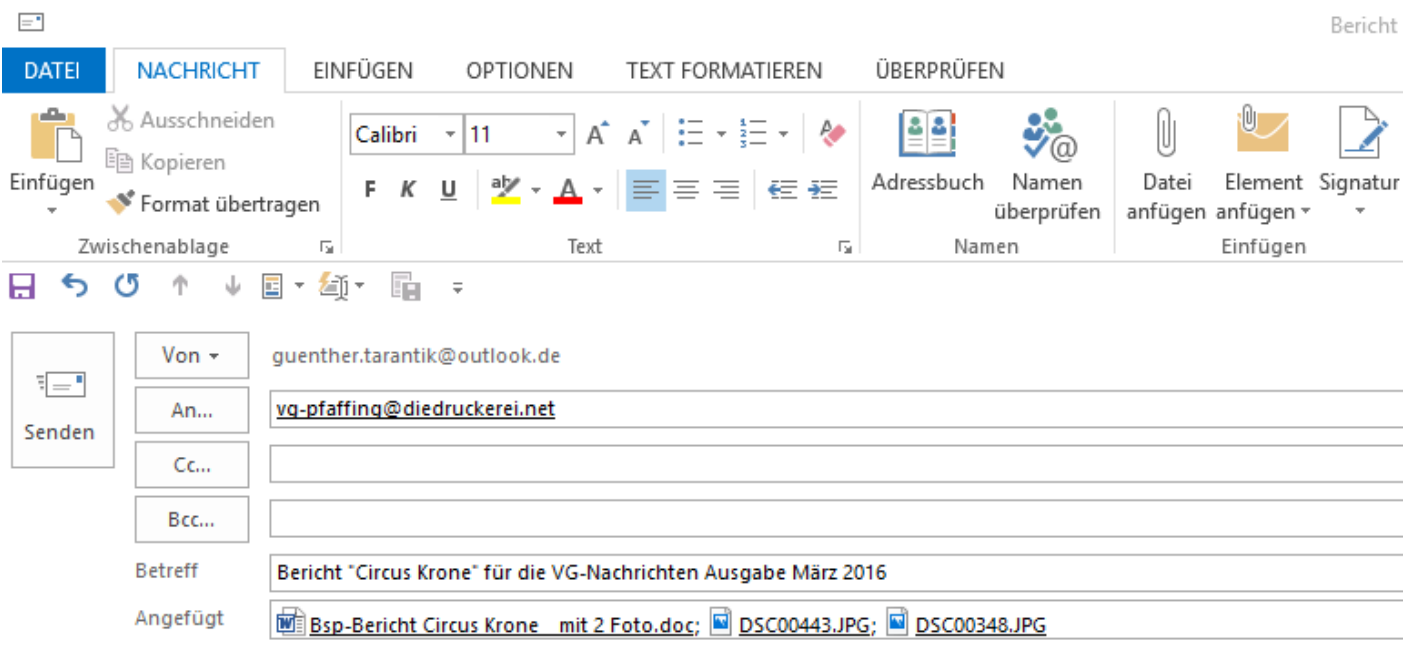 Bericht
DATEI NACHRICHT EINFÜGEN OPTIONEN TEXT FORMATIEREN ÜBERPRÜFEN
Einfügen
Ausschneiden
Kopieren
Format übertragen
Zwischenablage
Calibri 11
F K U
Text
Adressbuch
Namen überprüfen
Namen
Datei anfügen
Element anfügen
Signatur
Einfügen
Senden
Von guenther.tarantik@outlook.de
An... vg-pfaffing@diedruckerei.net
Cc...
Bcc...
Betreff Bericht "Circus Krone" für die VG-Nachrichten Ausgabe März 2016
Angefügt Bsp-Bericht Circus Krone__mit 2 Foto.doc; DSC00443.JPG; DSC00348.JPG